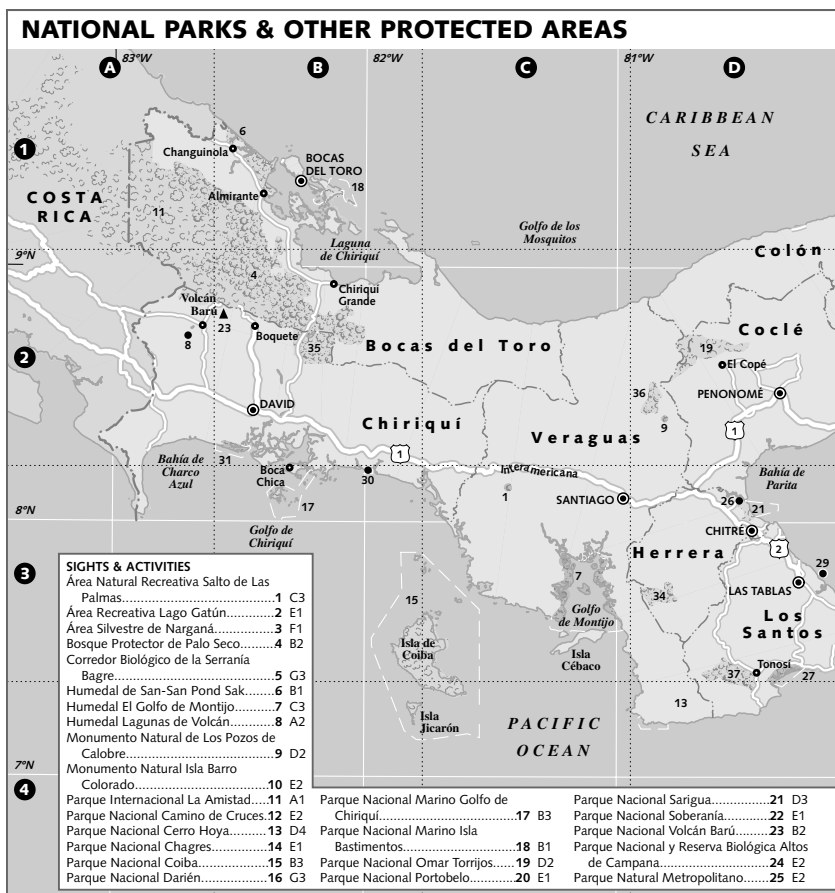 NATIONAL PARKS & OTHER PROTECTED AREAS
83°W
82°W
81°W
A
B
C
D
CARIBBEAN
SEA
1
6
Changuinola
BOCAS
DEL TORO
18
Almirante
COSTA
RICA
11
Golfo de los
Mosquitos
Laguna
de Chiriquí
9°N
Colón
4
Chiriquí
Grande
Volcán
Barú
23
8
Boquete
35
Bocas del Toro
Coclé
19
El Copé
2
36
PENONOMÉ
9
1
DAVID
Chiriquí
Veraguas
1
Interamericana
Bahía de
Charco
Azul
31
Boca
Chica
30
17
1
SANTIAGO
Bahía de
Parita
26
21
8°N
Golfo de
Chiriquí
CHITRÉ
2
Herrera
29
3
7
34
LAS TABLAS
15
Golfo
de Montijo
Los
Santos
Isla de
Coiba
Isla
Cébaco
37
Tonosí
27
13
Isla
Jicarón
PACIFIC
OCEAN
7°N
4
SIGHTS & ACTIVITIES
Área Natural Recreativa Salto de Las
Palmas.....................................1 C3
Área Recreativa Lago Gatún...............2 E1
Área Silvestre de Narganá.................3 F1
Bosque Protector de Palo Seco...........4 B2
Corredor Biológico de la Serranía
Bagre.......................................5 G3
Humedal de San-San Pond Sak..........6 B1
Humedal El Golfo de Montijo............7 C3
Humedal Lagunas de Volcán..............8 A2
Monumento Natural de Los Pozos de
Calobre....................................9 D2
Monumento Natural Isla Barro
Colorado.................................10 E2
Parque Internacional La Amistad......11 A1
Parque Nacional Camino de Cruces.12 E2
Parque Nacional Cerro Hoya...........13 D4
Parque Nacional Chagres................14 E1
Parque Nacional Coiba...................15 B3
Parque Nacional Darién..................16 G3
Parque Nacional Marino Golfo de
Chiriquí..................................17 B3
Parque Nacional Marino Isla
Bastimentos.............................18 B1
Parque Nacional Omar Torrijos.......19 D2
Parque Nacional Portobelo.............20 E1
Parque Nacional Sarigua................21 D3
Parque Nacional Soberanía.............22 E1
Parque Nacional Volcán Barú..........23 B2
Parque Nacional y Reserva Biológica Altos
de Campana............................24 E2
Parque Natural Metropolitano........25 E2